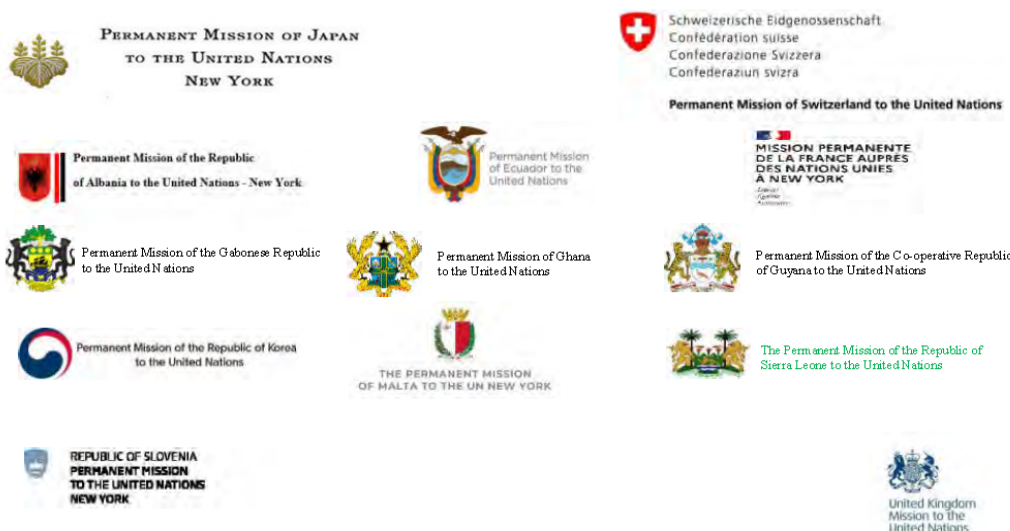 PERMANENT MISSION OF JAPAN
TO THE UNITED NATIONS
NEW YORK
Schweizerische Eidgenossenschaft
Confédération suisse
Confederazione Svizzera
Confederaziun svizra
Permanent Mission of Switzerland to the United Nations
Permanent Mission of the Republic
of Albania to the United Nations - New York
Permanent Mission
of Ecuador to the
United Nations
MISSION PERMANENTE
DE LA FRANCE AUPRÈS
DES NATIONS UNIES
À NEW YORK
Permanent Mission of the Gabonese Republic
to the United Nations
Permanent Mission of Ghana
to the United Nations
Permanent Mission of the Co-operative Republic
of Guyana to the United Nations
Permanent Mission of the Republic of Korea
to the United Nations
THE PERMANENT MISSION
OF MALTA TO THE UN NEW YORK
The Permanent Mission of the Republic of
Sierra Leone to the United Nations
REPUBLIC OF SLOVENIA
PERMANENT MISSION
TO THE UNITED NATIONS
NEW YORK
United Kingdom
Mission to the
United Nations